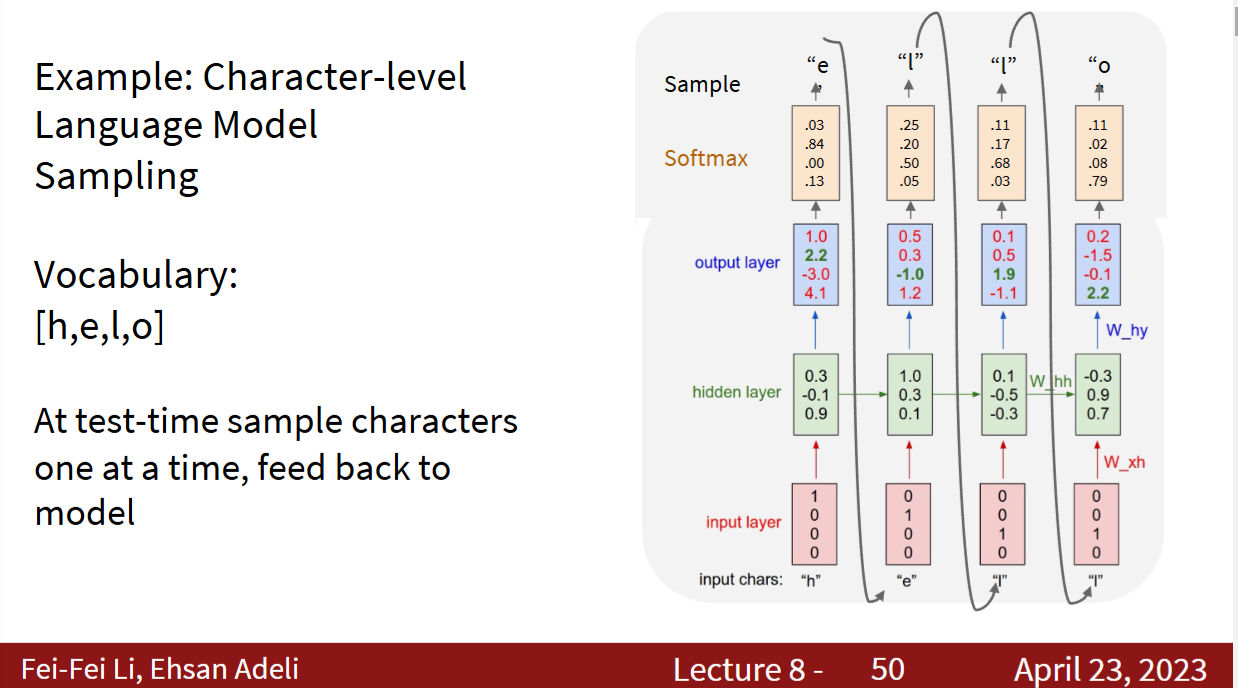 Example: Character-level
Language Model
Sampling
Vocabulary:
[h,e,l,o]
At test-time sample characters
one at a time, feed back to
model
Sample
“e
”
“l”
“l”
“o
”
Softmax
.03 .25 .11 .11
.84 .20 .17 .02
.00 .50 .68 .08
.13 .05 .03 .79
output layer
1.0 0.5 0.1 0.2
2.2 0.3 0.5 -1.5
-3.0 -1.0 1.9 -0.1
4.1 1.2 -1.1 2.2
W_hy
hidden layer
0.3 1.0 0.1 -0.3
-0.1 0.3 -0.5 0.9
0.9 0.1 -0.3 0.7
W_hh
W_xh
input layer
1 0 0 0
0 1 0 0
0 0 1 1
0 0 0 0
input chars: “h” “e” “l” “l”
Fei-Fei Li, Ehsan Adeli
Lecture 8 - 50
April 23, 2023